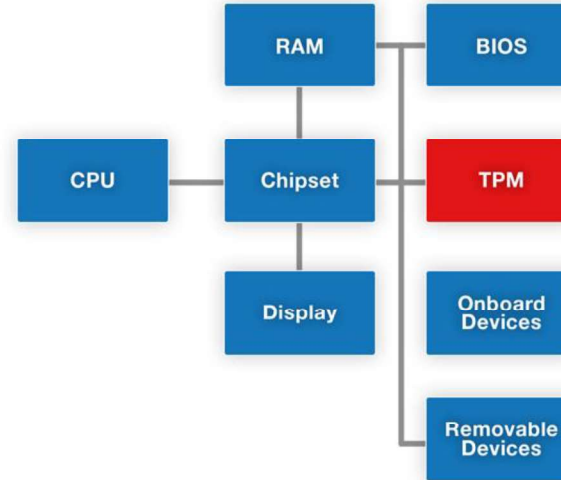 RAM
BIOS
CPU
Chipset
TPM
Display
Onboard
Devices
Removable
Devices